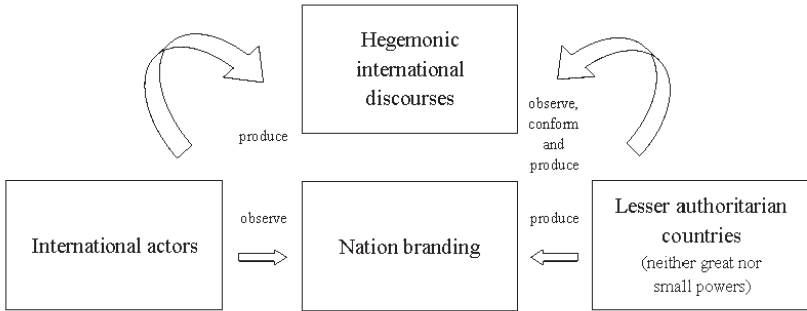 Hegemonic
international
discourses
produce
observe,
conform
and
produce
International actors
observe
Nation branding
produce
Lesser authoritarian
countries
(neither great nor
small powers)